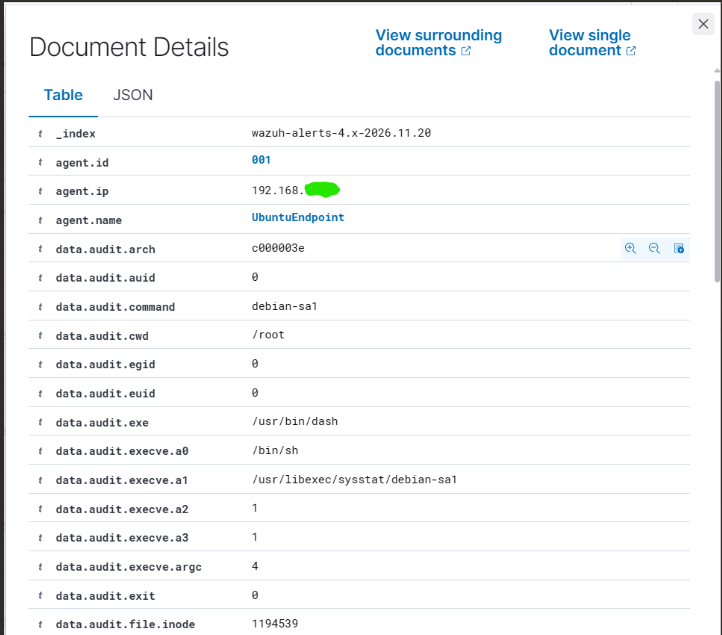 Document Details
View surrounding documents
View single document
Table JSON
t _index wazuh-alerts-4.x-2026.11.20
t agent.id 001
t agent.ip 192.168.
t agent.name UbuntuEndpoint
t data.audit.arch c000003e
t data.audit.auid 0
t data.audit.command debian-sa1
t data.audit.cwd /root
t data.audit.egid 0
t data.audit.euid 0
t data.audit.exe /usr/bin/dash
t data.audit.execve.a0 /bin/sh
t data.audit.execve.a1 /usr/libexec/sysstat/debian-sa1
t data.audit.execve.a2 1
t data.audit.execve.a3 1
t data.audit.execve.argc 4
t data.audit.exit 0
t data.audit.file.inode 1194539